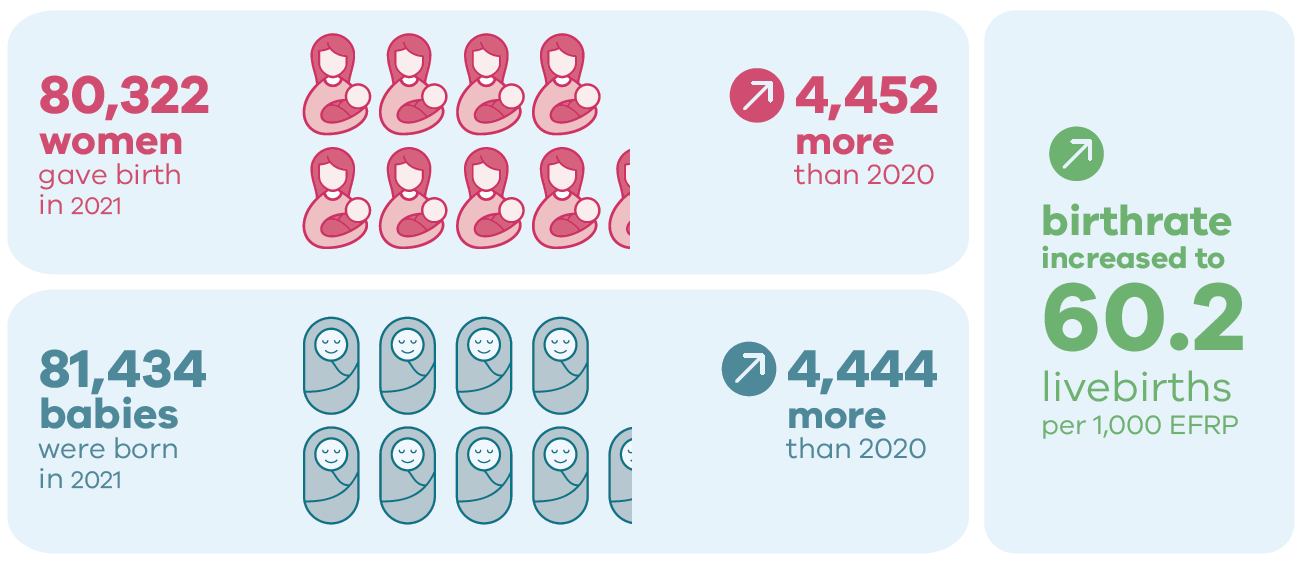 80,322
women
gave birth
in 2021
4,452
more
than 2020
81,434
babies
were born
in 2021
4,444
more
than 2020
birthrate
increased to
60.2
livebirths
per 1,000 EFRP